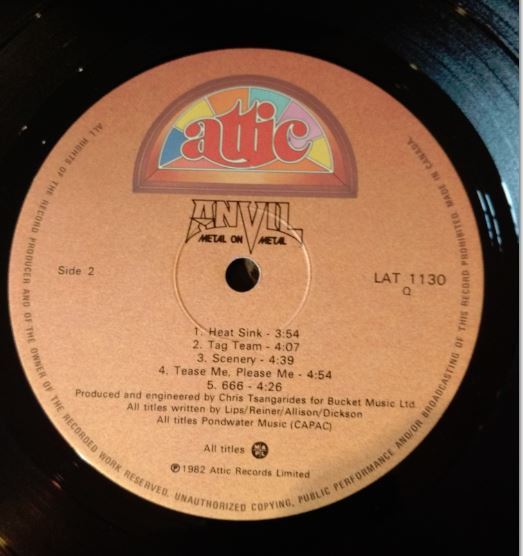 attic
ANVIL
METAL ON METAL
Side 2
LAT 1130
Q
1. Heat Sink - 3:54
2. Tag Team - 4:07
3. Scenery - 4:39
4. Tease Me, Please Me - 4:54
5. 666 - 4:26
Produced and engineered by Chris Tsangarides for Bucket Music Ltd.
All titles written by Lips/Reiner/Allison/Dickson
All titles Pondwater Music (CAPAC)
All titles
℗1982 Attic Records Limited
ALL RIGHTS OF THE RECORD PRODUCER AND OF THE OWNER OF THE RECORDED WORK RESERVED. UNAUTHORIZED COPYING, PUBLIC PERFORMANCE AND/OR BROADCASTING OF THIS RECORD PROHIBITED. MADE IN CANADA.